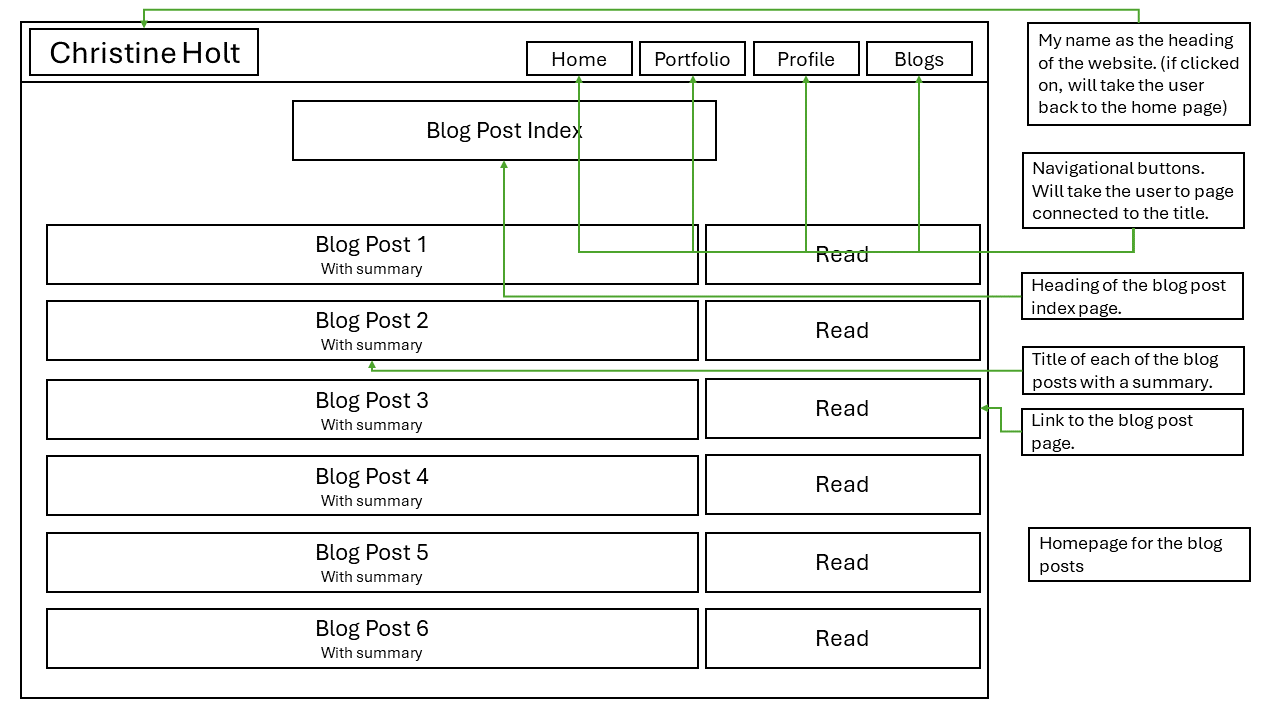 Christine Holt
Home
Portfolio
Profile
Blogs
Blog Post Index
Blog Post 1
With summary
Read
Blog Post 2
With summary
Read
Blog Post 3
With summary
Read
Blog Post 4
With summary
Read
Blog Post 5
With summary
Read
Blog Post 6
With summary
Read
My name as the heading
of the website. (if clicked
on, will take the user
back to the home page)
Navigational buttons.
Will take the user to page
connected to the title.
Heading of the blog post
index page.
Title of each of the blog
posts with a summary.
Link to the blog post
page.
Homepage for the blog
posts